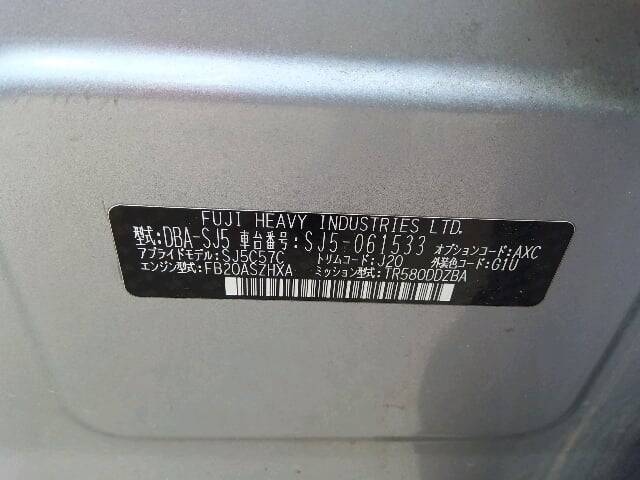 FUJI HEAVY INDUSTRIES LTD.
型式:DBA-SJ5 車台番号:SJ5-061533 オプションコード:AXC
アプライドモデル:SJ5C57C トリムコード:J20 外装色コード:G1U
エンジン型式:FB20ASZHXA ミッション型式:TR580DDZBA